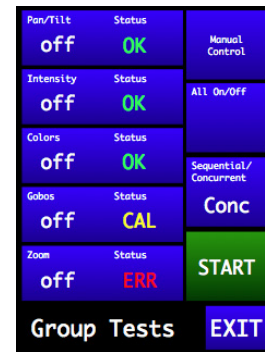 Pan/Tilt Status
off OK
Manual
Control
Intensity Status
off OK
All On/Off
Colors Status
off OK
Sequential/
Concurrent
Conc
Gobos Status
off CAL
Zoom Status
off ERR
START
Group Tests
EXIT